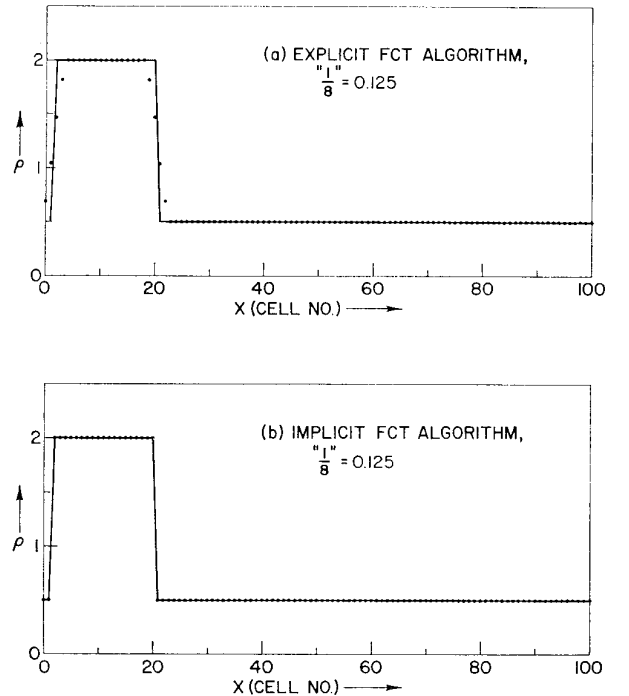 (a) EXPLICIT FCT ALGORITHM,
"1/8" = 0.125
2
1
0
ρ
0 20 40 60 80 100
X (CELL NO.)
(b) IMPLICIT FCT ALGORITHM,
"1/8" = 0.125
2
1
0
ρ
0 20 40 60 80 100
X (CELL NO.)